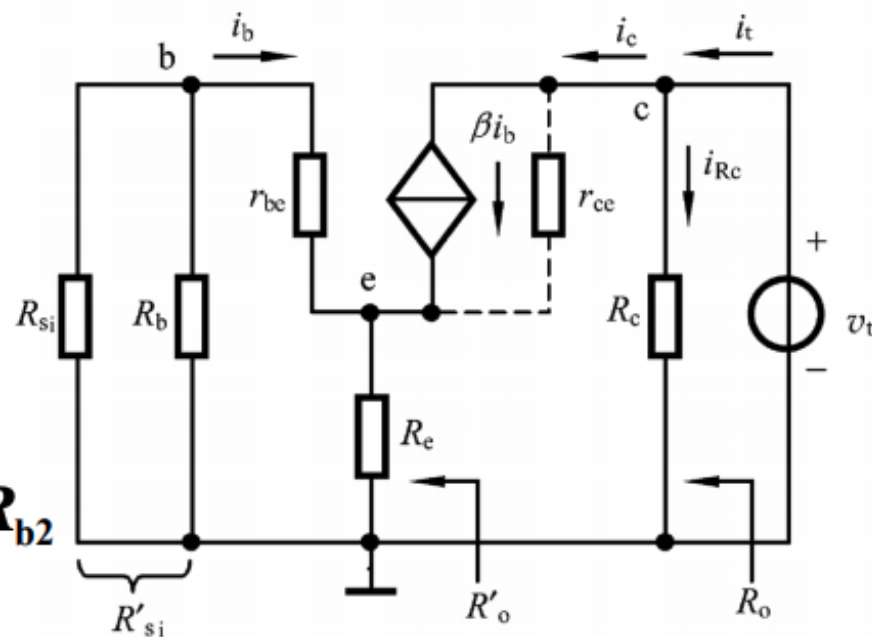 i_b
i_c
i_t
b
c
βi_b
i_Rc
r_be
r_ce
e
+
R_si
R_b
R_c
v_t
−
R_e
R_b2
R'_si
R'_o
R_o